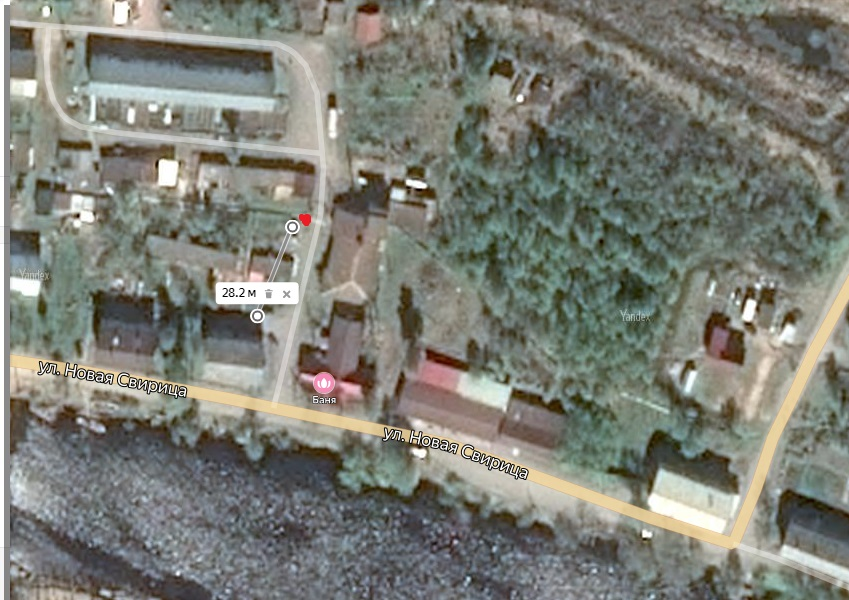 Yandex
Yandex
28.2 м
ул. Новая Свирица
Баня
ул. Новая Свирица